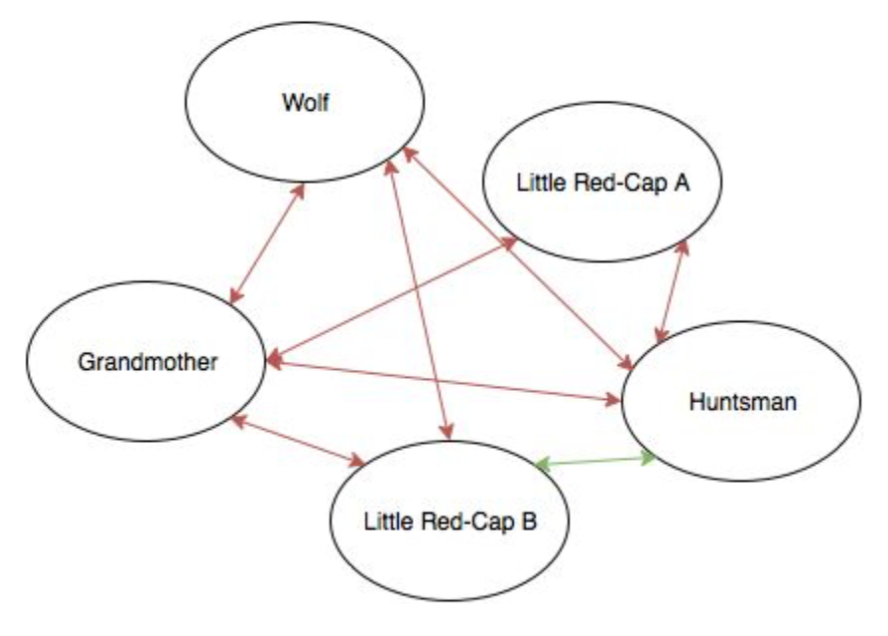 Wolf
Little Red-Cap A
Grandmother
Huntsman
Little Red-Cap B